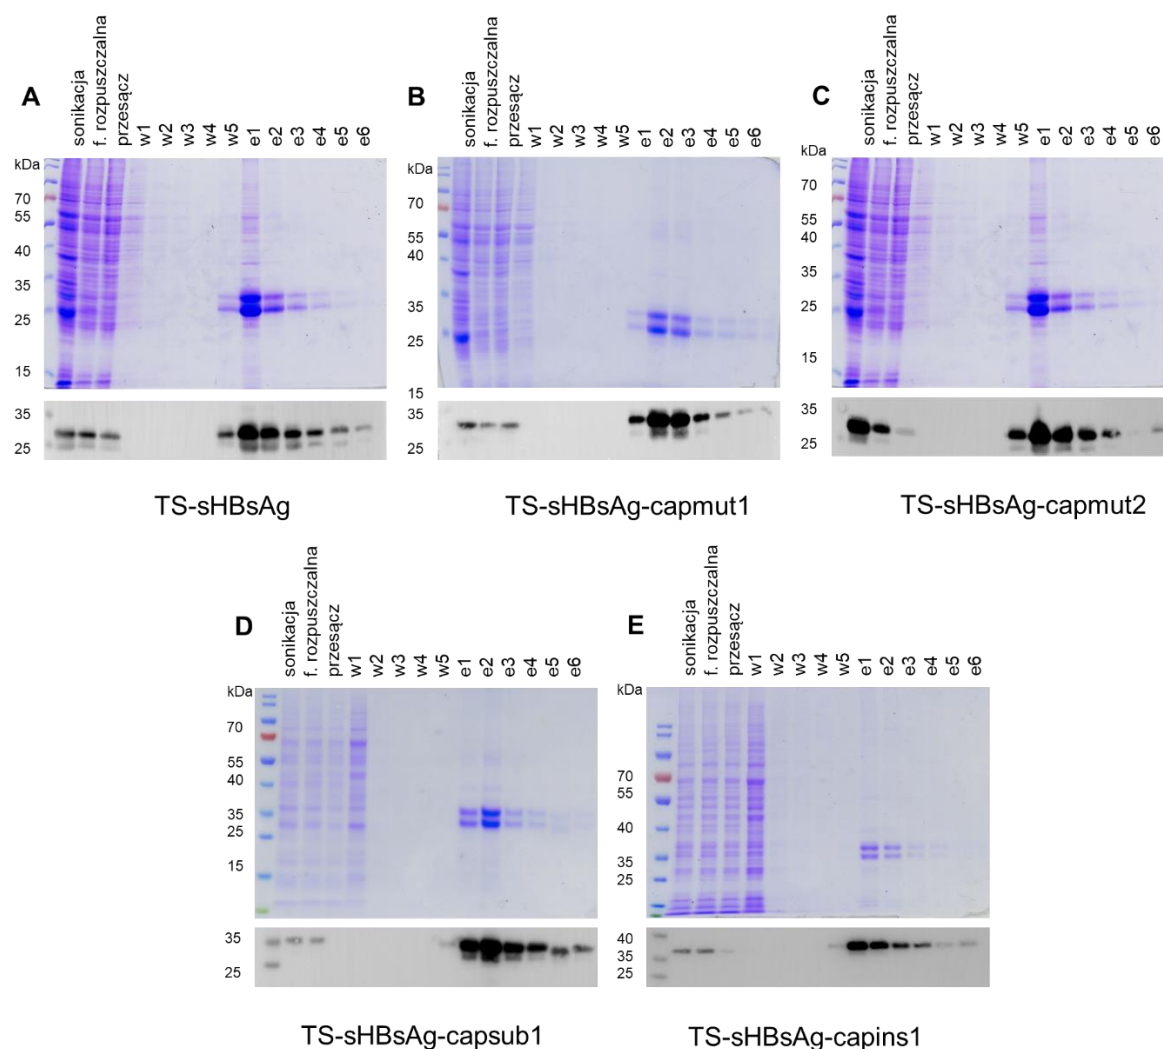 A
sonikacja
f. rozpuszczalna
przesącz
w1
w2
w3
w4
w5
e1
e2
e3
e4
e5
e6
kDa
70
55
40
35
25
15
35
25
TS-sHBsAg
B
sonikacja
f. rozpuszczalna
przesącz
w1
w2
w3
w4
w5
e1
e2
e3
e4
e5
e6
kDa
70
55
40
35
25
15
35
25
TS-sHBsAg-capmut1
C
sonikacja
f. rozpuszczalna
przesącz
w1
w2
w3
w4
w5
e1
e2
e3
e4
e5
e6
kDa
70
55
40
35
25
15
35
25
TS-sHBsAg-capmut2
D
sonikacja
f. rozpuszczalna
przesącz
w1
w2
w3
w4
w5
e1
e2
e3
e4
e5
e6
kDa
70
55
40
35
25
15
35
25
TS-sHBsAg-capsub1
E
sonikacja
f. rozpuszczalna
przesącz
w1
w2
w3
w4
w5
e1
e2
e3
e4
e5
e6
kDa
70
55
40
35
25
40
35
25
TS-sHBsAg-capins1